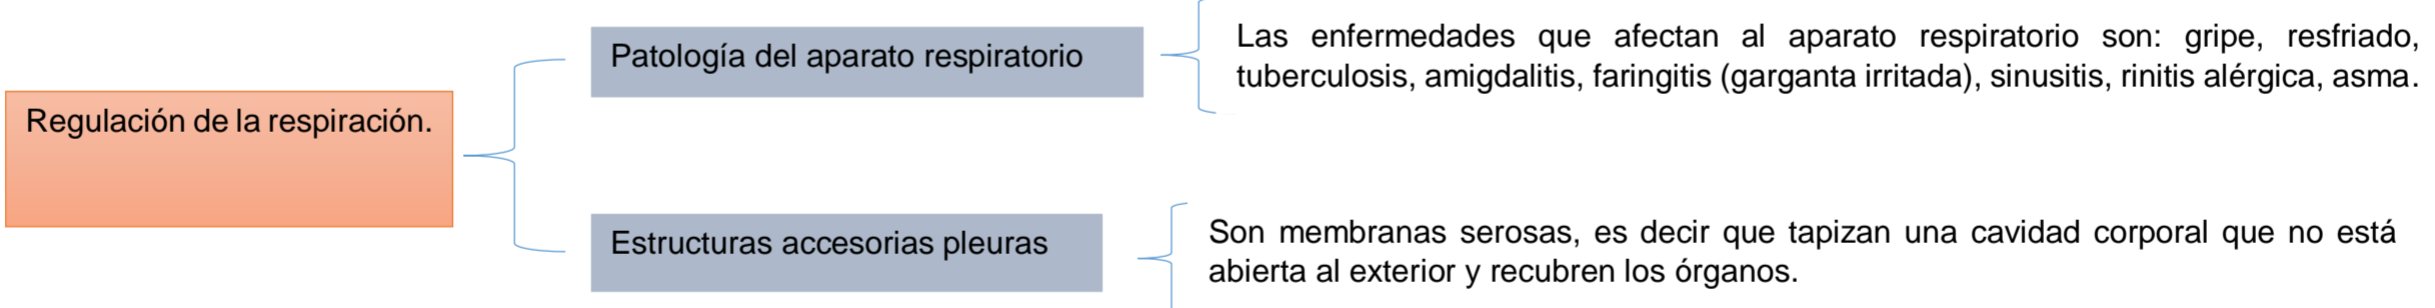 Regulación de la respiración.
Patología del aparato respiratorio
Las enfermedades que afectan al aparato respiratorio son: gripe, resfriado,
tuberculosis, amigdalitis, faringitis (garganta irritada), sinusitis, rinitis alérgica, asma.
Estructuras accesorias pleuras
Son membranas serosas, es decir que tapizan una cavidad corporal que no está
abierta al exterior y recubren los órganos.